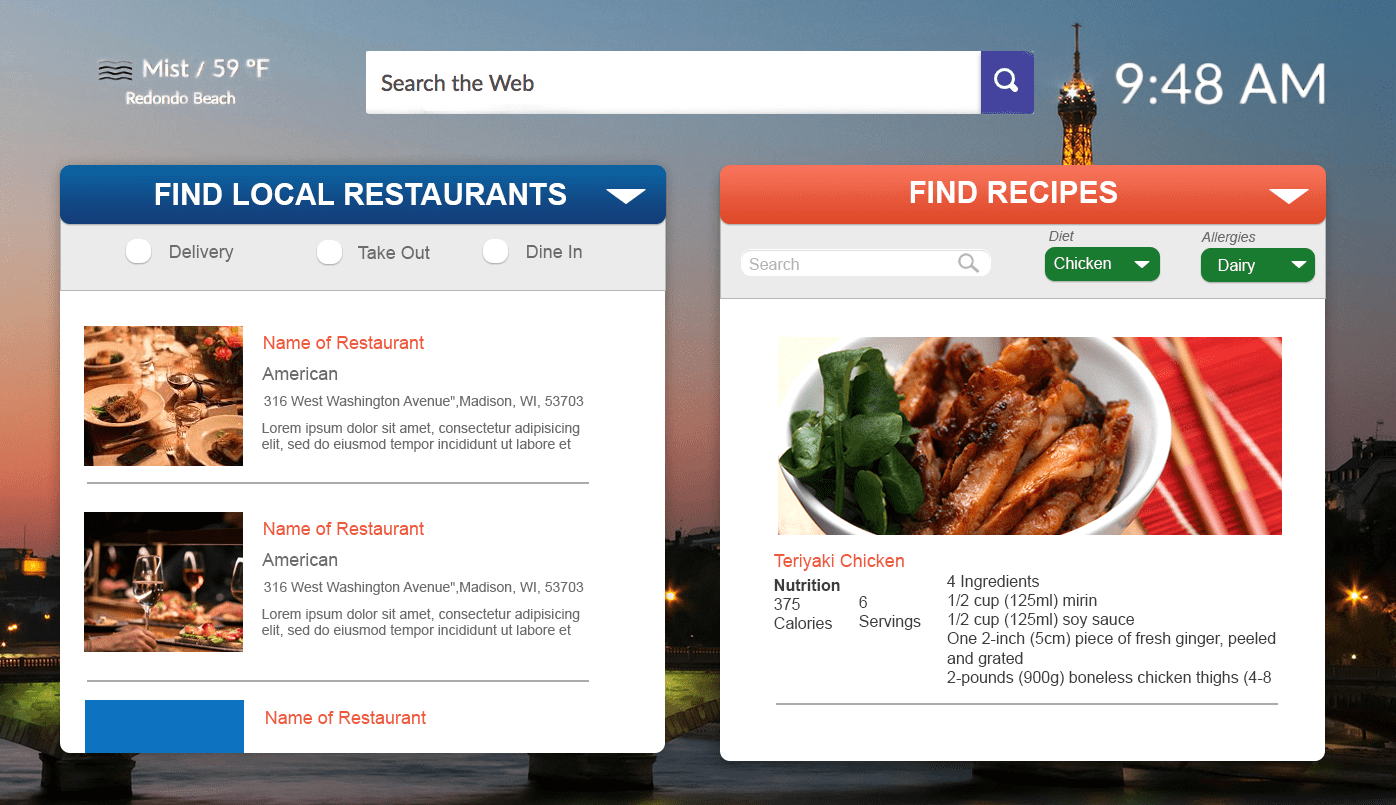 Mist / 59 ºF
Redondo Beach
Search the Web
9:48 AM
FIND LOCAL RESTAURANTS
Delivery
Take Out
Dine In
Name of Restaurant
American
316 West Washington Avenue",Madison, WI, 53703
Lorem ipsum dolor sit amet, consectetur adipisicing
elit, sed do eiusmod tempor incididunt ut labore et
Name of Restaurant
American
316 West Washington Avenue",Madison, WI, 53703
Lorem ipsum dolor sit amet, consectetur adipisicing
elit, sed do eiusmod tempor incididunt ut labore et
Name of Restaurant
FIND RECIPES
Search
Diet
Chicken
Allergies
Dairy
Teriyaki Chicken
Nutrition
375
Calories
6
Servings
4 Ingredients
1/2 cup (125ml) mirin
1/2 cup (125ml) soy sauce
One 2-inch (5cm) piece of fresh ginger, peeled
and grated
2-pounds (900g) boneless chicken thighs (4-8